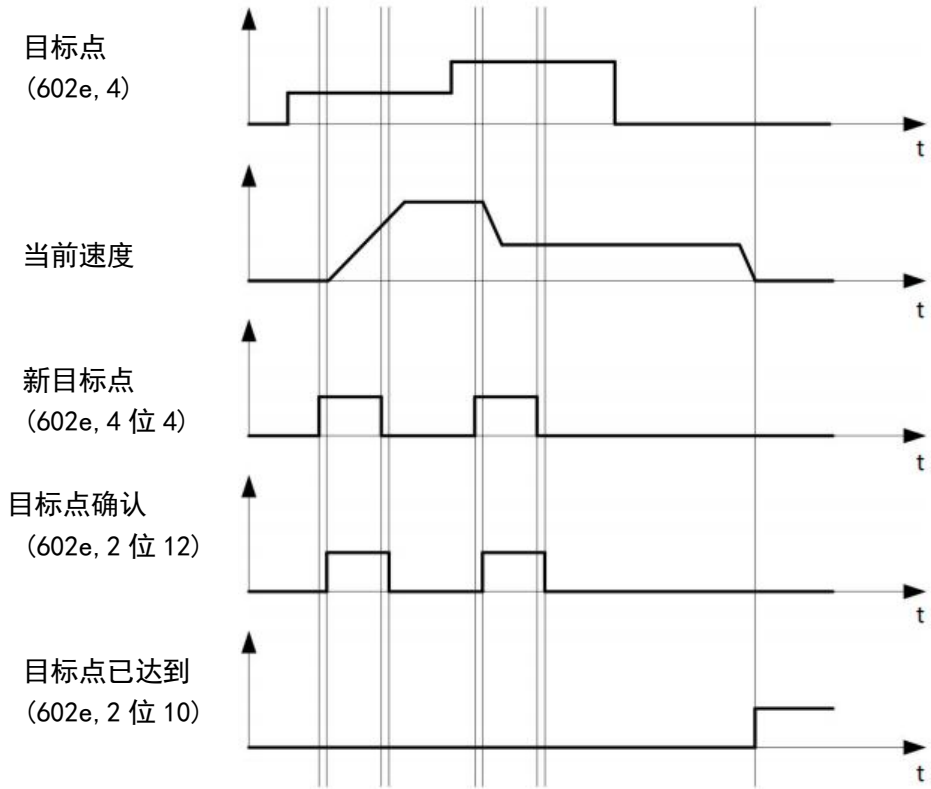 目标点
(602e, 4)
t
当前速度
t
新目标点
(602e, 4 位 4)
t
目标点确认
(602e, 2 位 12)
t
目标点已达到
(602e, 2 位 10)
t